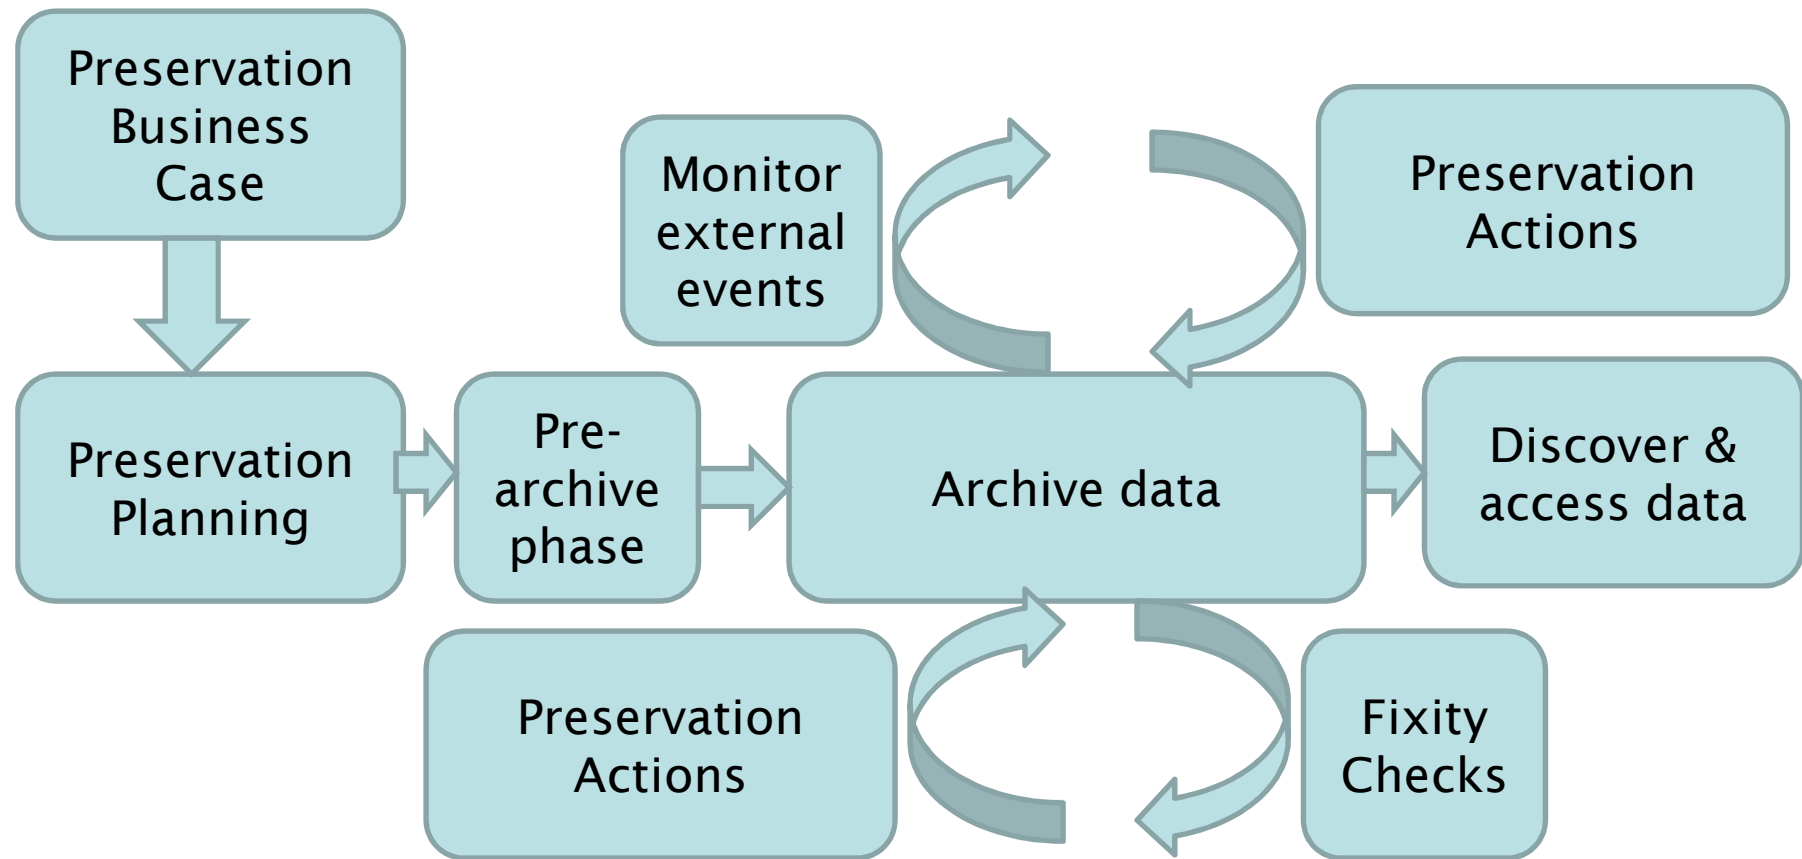 Preservation
Business
Case
Monitor
external
events
Preservation
Actions
Preservation
Planning
Pre-
archive
phase
Archive data
Discover &
access data
Preservation
Actions
Fixity
Checks